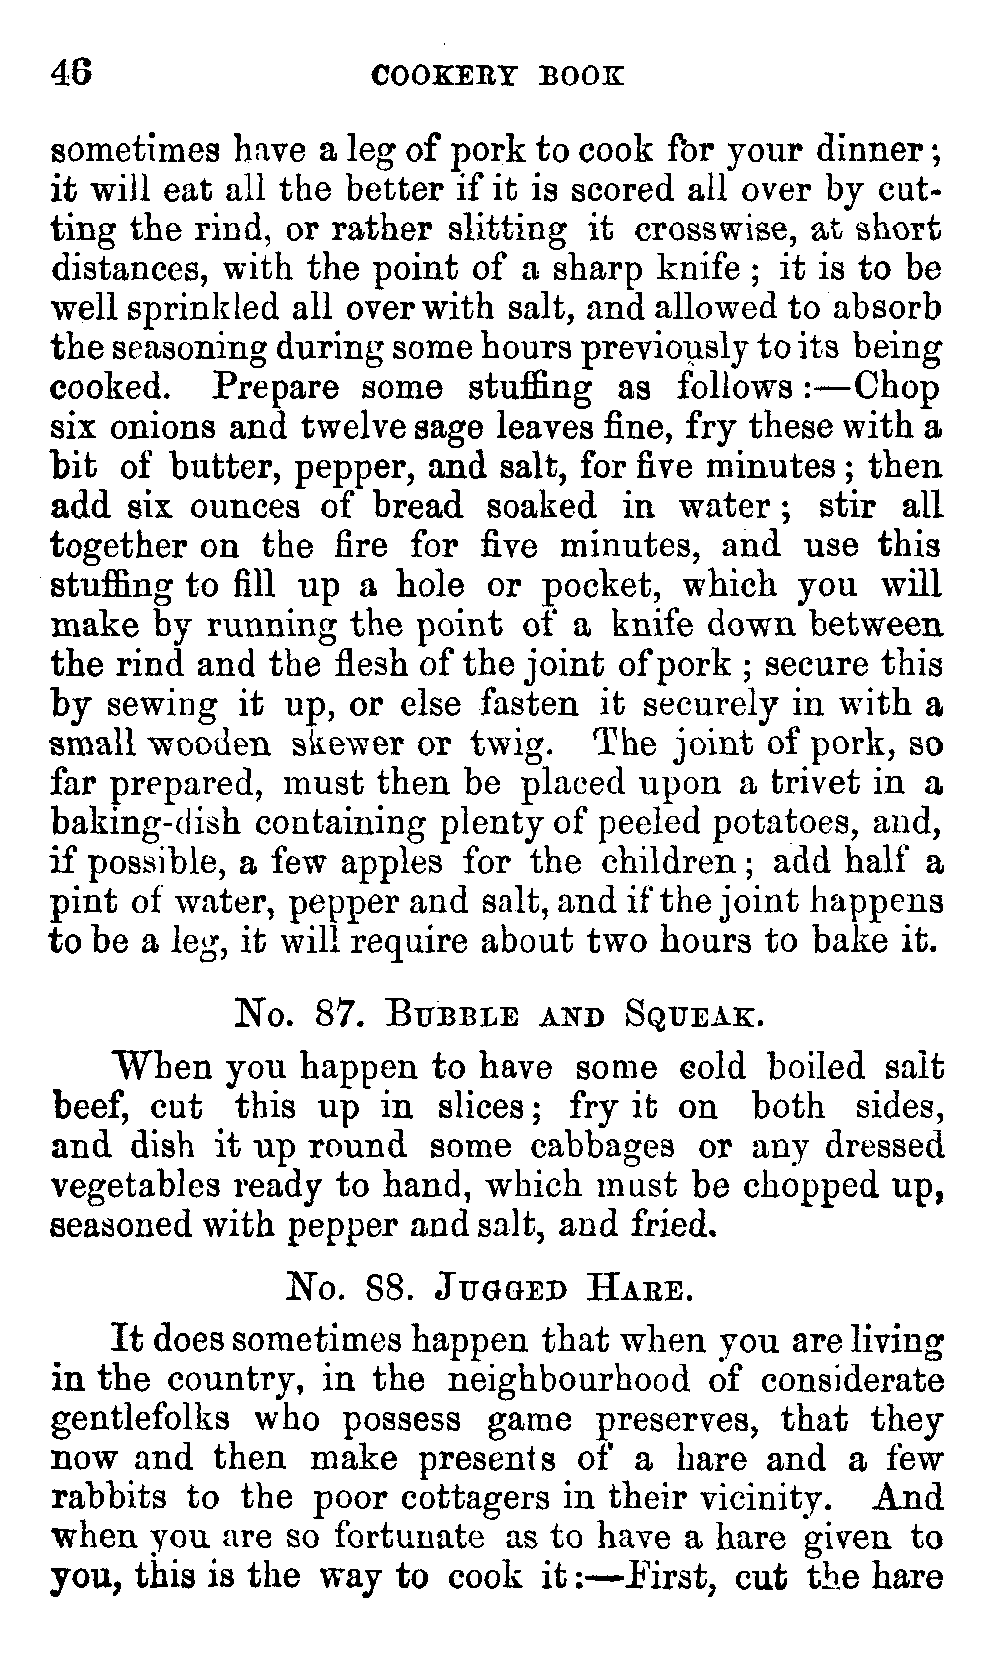 46 COOKERY BOOK
sometimes have a leg of pork to cook for your dinner;
it will eat all the better if it is scored all over by cut-
ting the rind, or rather slitting it crosswise, at short
distances, with the point of a sharp knife; it is to be
well sprinkled all over with salt, and allowed to absorb
the seasoning during some hours previously to its being
cooked. Prepare some stuffing as follows:—Chop
six onions and twelve sage leaves fine, fry these with a
bit of butter, pepper, and salt, for five minutes; then
add six ounces of bread soaked in water; stir all
together on the fire for five minutes, and use this
stuffing to fill up a hole or pocket, which you will
make by running the point of a knife down between
the rind and the flesh of the joint of pork; secure this
by sewing it up, or else fasten it securely in with a
small wooden skewer or twig. The joint of pork, so
far prepared, must then be placed upon a trivet in a
baking-dish containing plenty of peeled potatoes, and,
if possible, a few apples for the children; add half a
pint of water, pepper and salt, and if the joint happens
to be a leg, it will require about two hours to bake it.
No. 87. Bubble and Squeak.
When you happen to have some cold boiled salt
beef, cut this up in slices; fry it on both sides,
and dish it up round some cabbages or any dressed
vegetables ready to hand, which must be chopped up,
seasoned with pepper and salt, and fried.
No. 88. Jugged Hare.
It does sometimes happen that when you are living
in the country, in the neighbourhood of considerate
gentlefolks who possess game preserves, that they
now and then make presents of a hare and a few
rabbits to the poor cottagers in their vicinity. And
when you are so fortunate as to have a hare given to
you, this is the way to cook it:—First, cut the hare